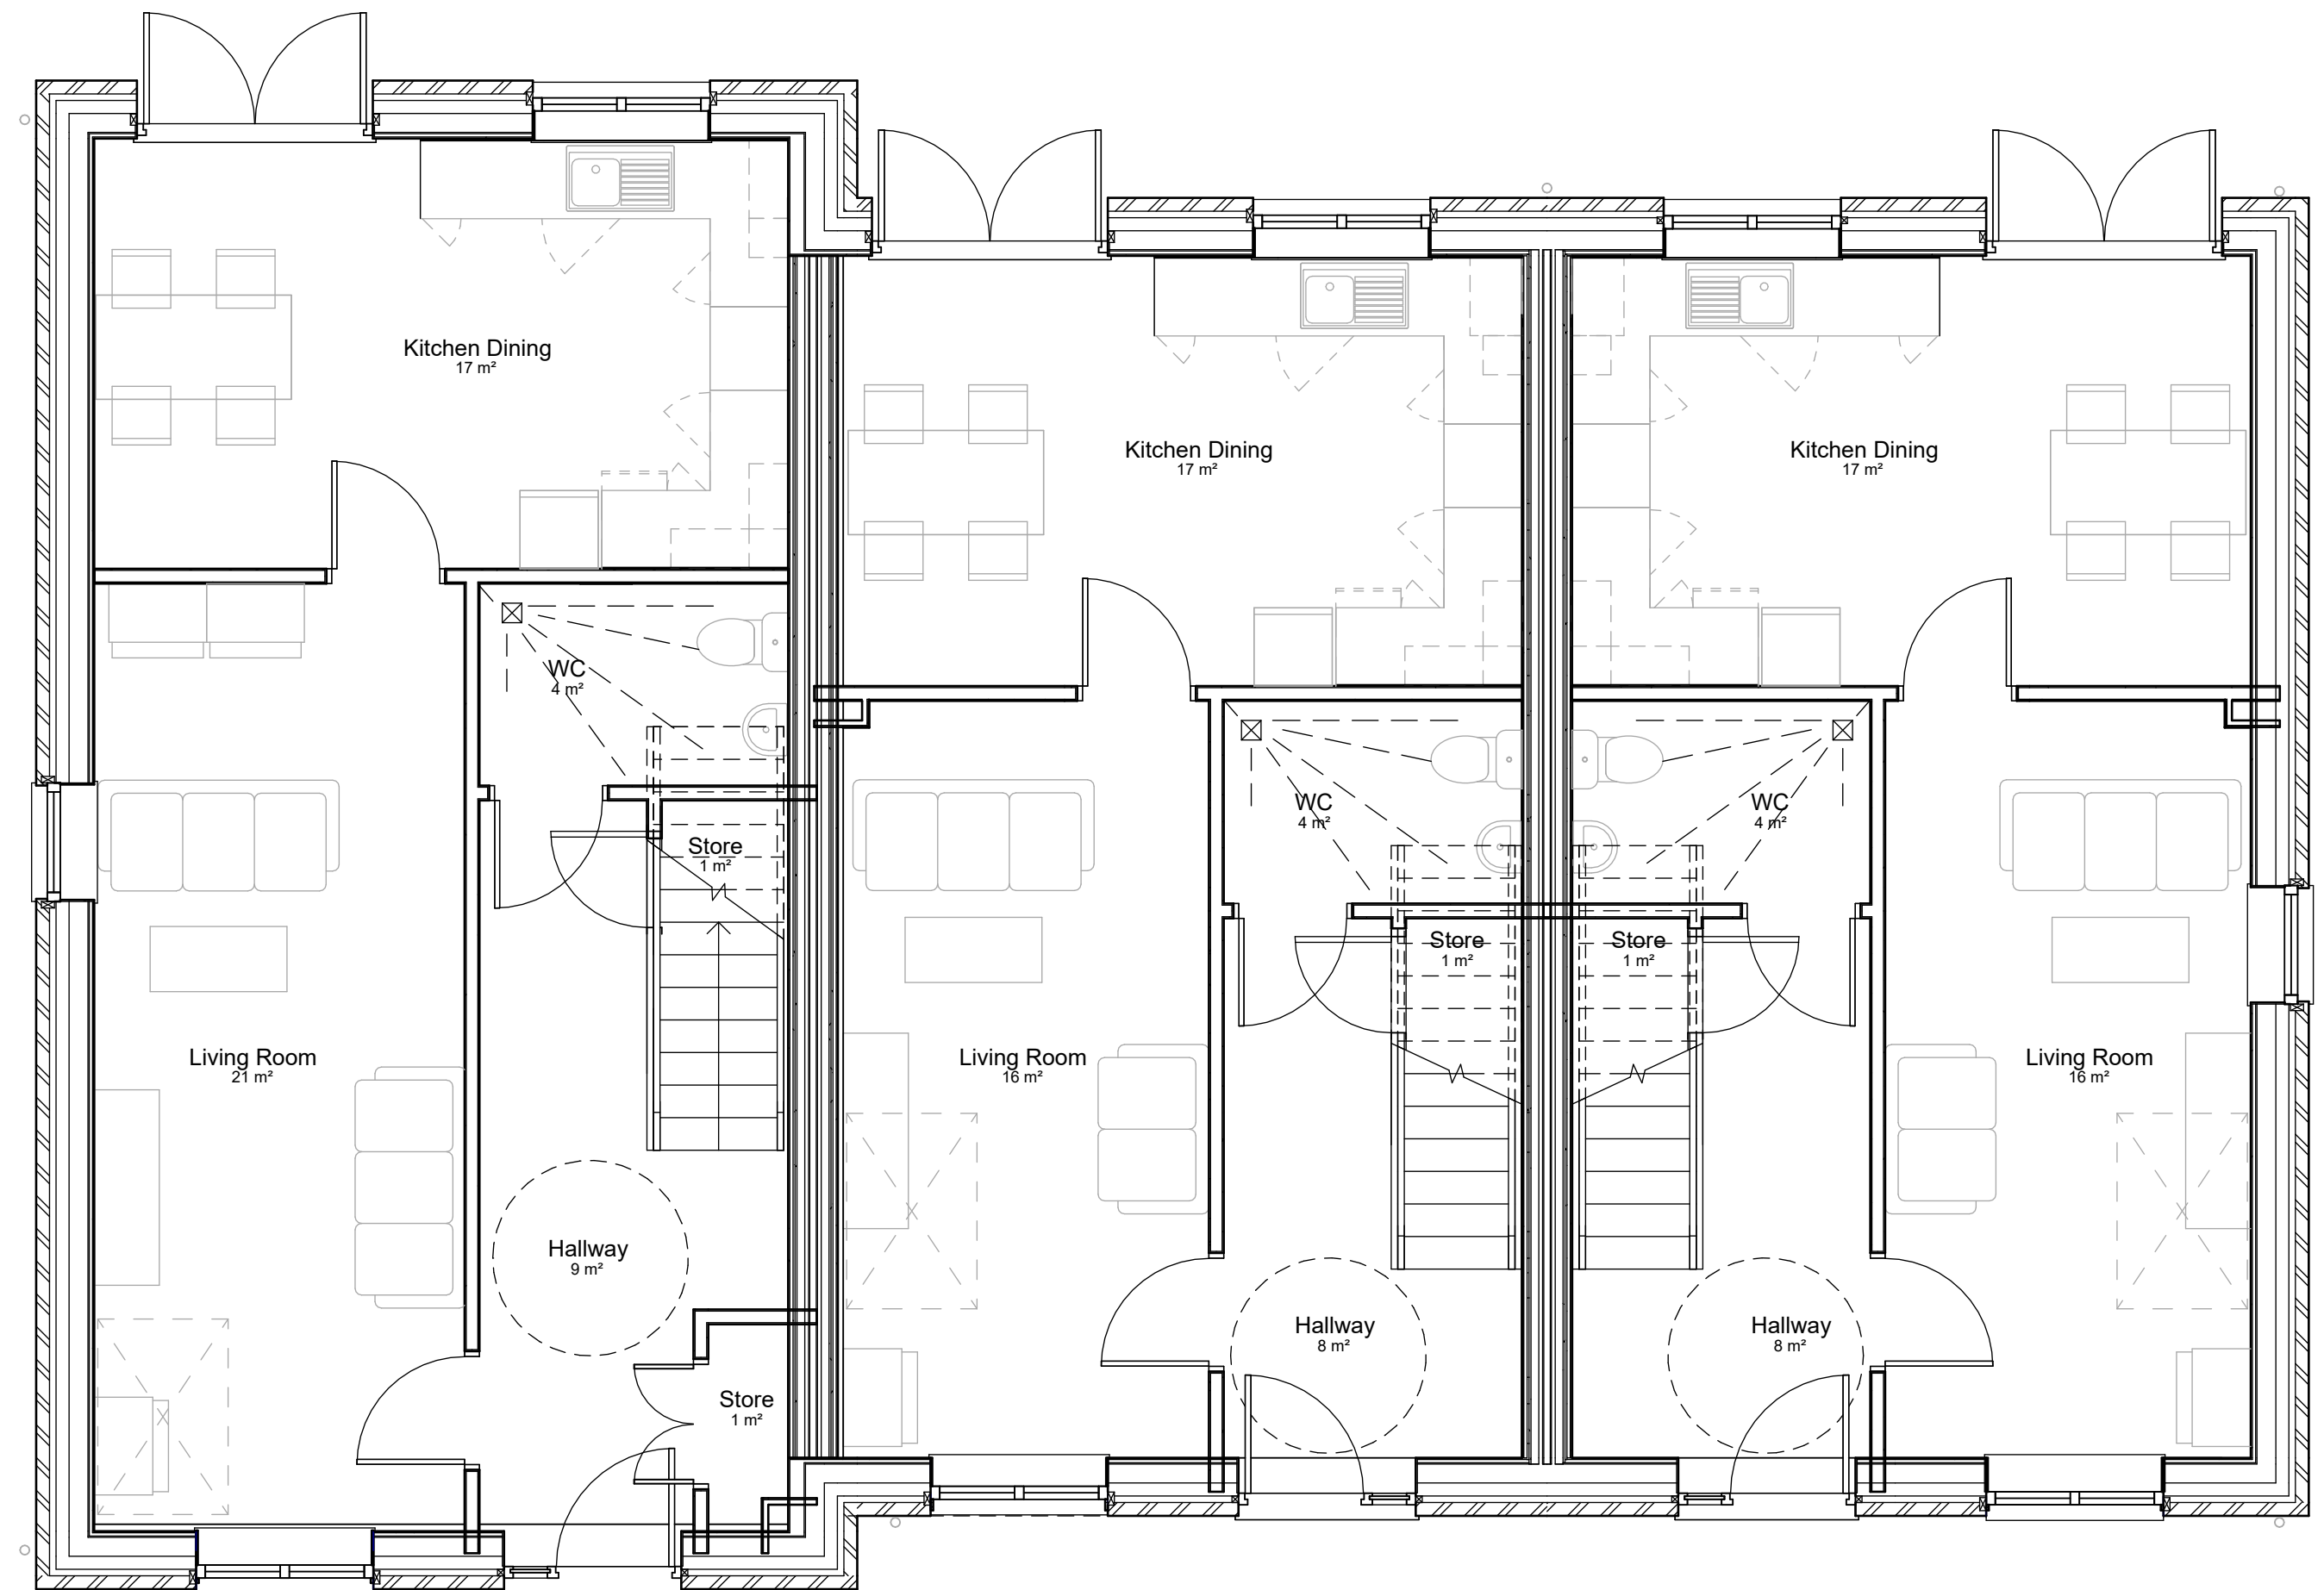 Kitchen Dining
17 m²
Kitchen Dining
17 m²
Kitchen Dining
17 m²
WC
4 m²
WC
4 m²
WC
4 m²
Store
1 m²
Store
1 m²
Store
1 m²
Living Room
21 m²
Living Room
16 m²
Living Room
16 m²
Hallway
9 m²
Hallway
8 m²
Hallway
8 m²
Store
1 m²